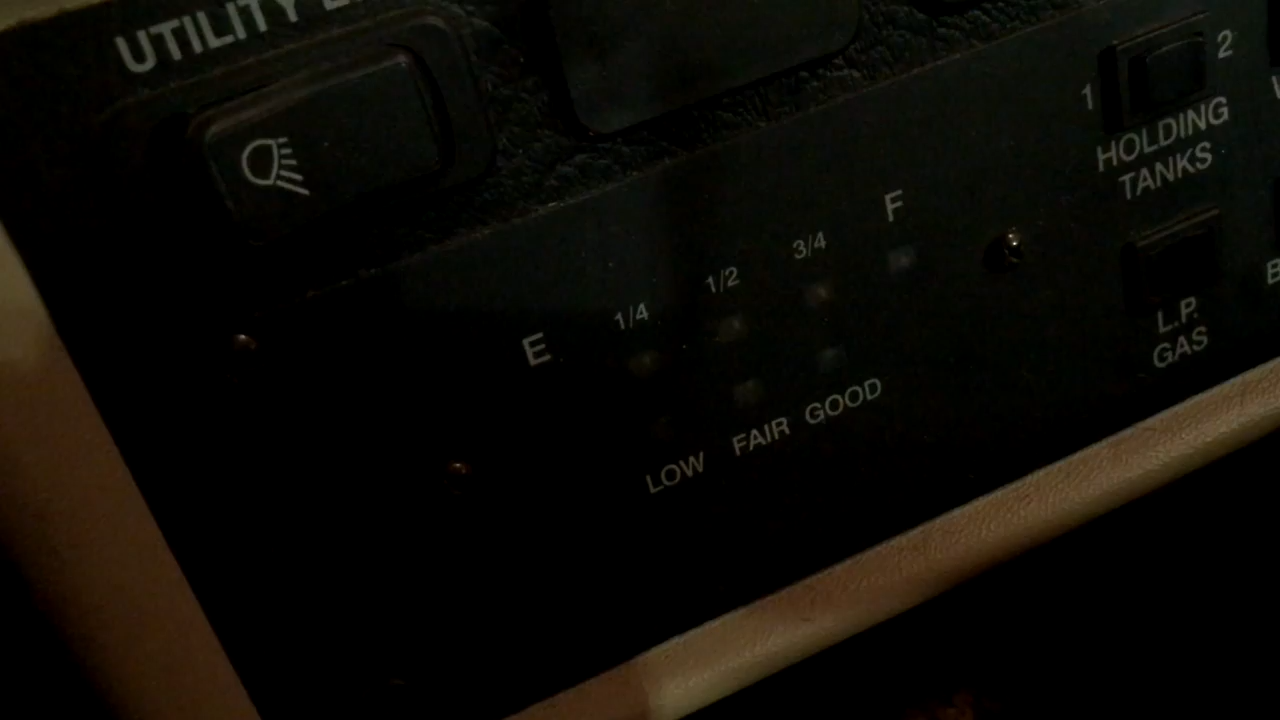 UTILITY
1
2
HOLDING
TANKS
E
1/4
1/2
3/4
F
LOW
FAIR
GOOD
L.P.
GAS